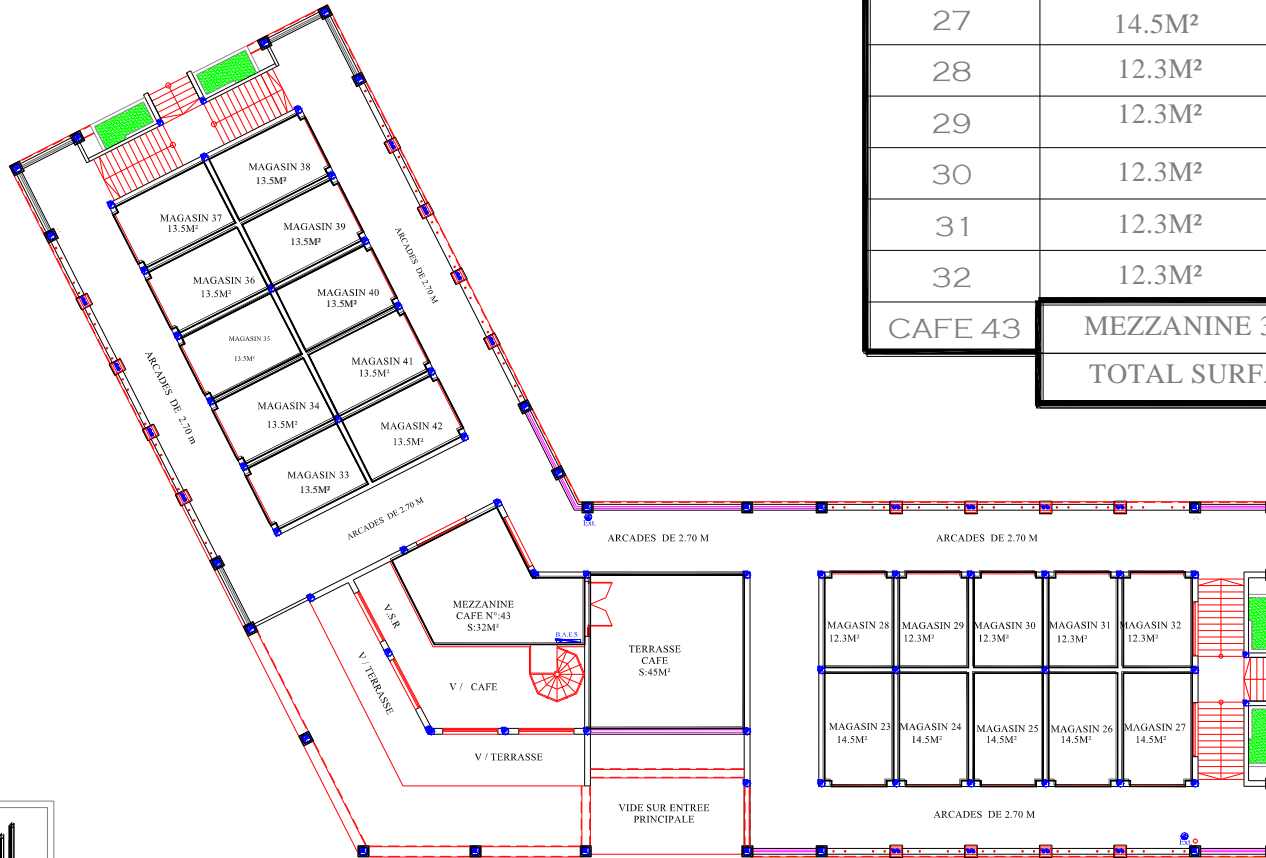 27 14.5M²
28 12.3M²
29 12.3M²
30 12.3M²
31 12.3M²
32 12.3M²
CAFE 43 MEZZANINE 3
TOTAL SURFA
MAGASIN 38
13.5M²
MAGASIN 37
13.5M²
MAGASIN 39
13.5M²
MAGASIN 36
13.5M²
MAGASIN 40
13.5M²
MAGASIN 35
13.5M²
MAGASIN 41
13.5M²
MAGASIN 34
13.5M²
MAGASIN 42
13.5M²
MAGASIN 33
13.5M²
ARCADES DE 2.70 M
ARCADES DE 2.70 m
ARCADES DE 2.70 M
Ext.
ARCADES DE 2.70 M
ARCADES DE 2.70 M
MEZZANINE
CAFE N°:43
S:32M²
B.A.E.S
V.S.R
V / TERRASSE
V / CAFE
V / TERRASSE
TERRASSE
CAFE
S:45M²
VIDE SUR ENTREE
PRINCIPALE
MAGASIN 28
12.3M²
MAGASIN 29
12.3M²
MAGASIN 30
12.3M²
MAGASIN 31
12.3M²
MAGASIN 32
12.3M²
MAGASIN 23
14.5M²
MAGASIN 24
14.5M²
MAGASIN 25
14.5M²
MAGASIN 26
14.5M²
MAGASIN 27
14.5M²
ARCADES DE 2.70 M
Ext